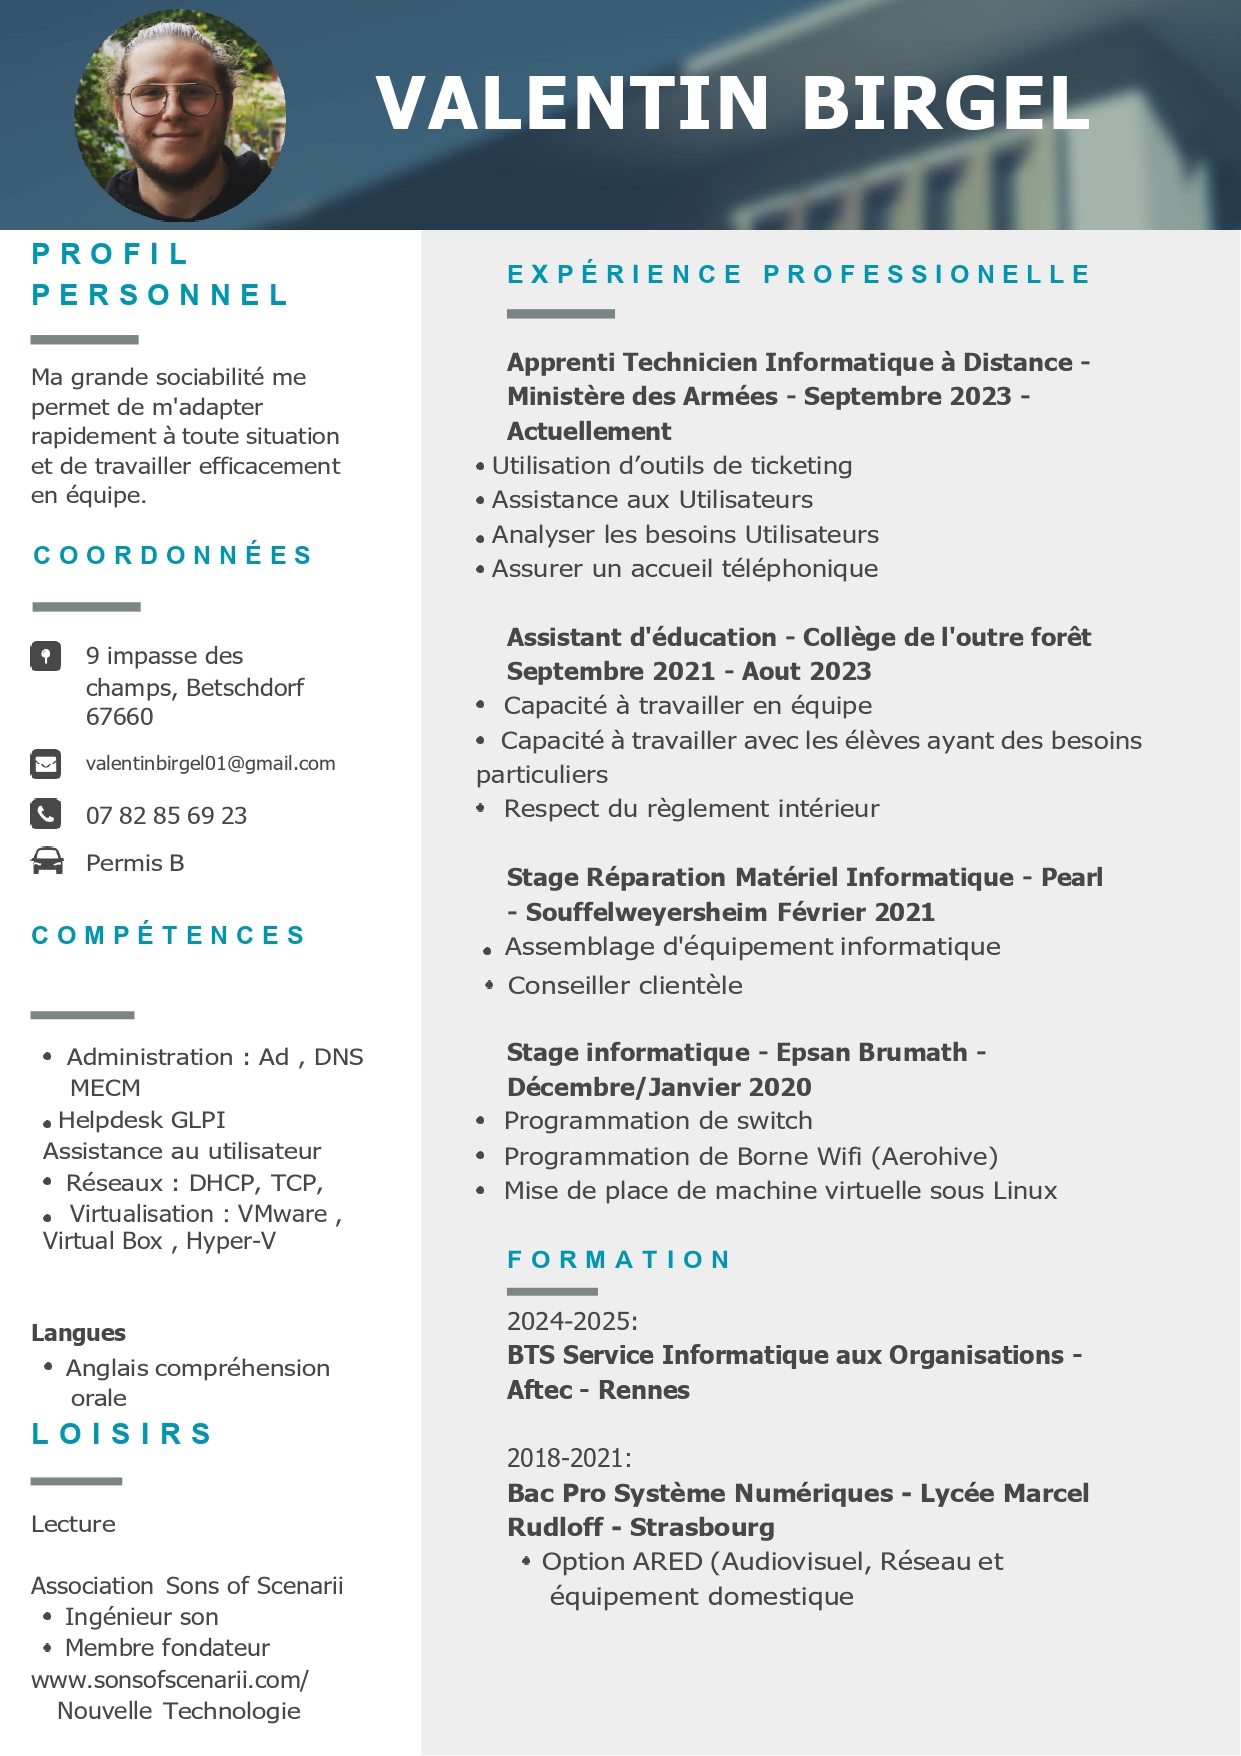 VALENTIN BIRGEL
PROFIL
PERSONNEL
Ma grande sociabilité me
permet de m'adapter
rapidement à toute situation
et de travailler efficacement
en équipe.
COORDONNÉES
9 impasse des
champs, Betschdorf
67660
valentinbirgel01@gmail.com
07 82 85 69 23
Permis B
COMPÉTENCES
• Administration : Ad , DNS
MECM
• Helpdesk GLPI
Assistance au utilisateur
• Réseaux : DHCP, TCP,
• Virtualisation : VMware ,
Virtual Box , Hyper-V
Langues
• Anglais compréhension
orale
LOISIRS
Lecture
Association Sons of Scenarii
• Ingénieur son
• Membre fondateur
www.sonsofscenarii.com/
Nouvelle Technologie
EXPÉRIENCE PROFESSIONELLE
Apprenti Technicien Informatique à Distance -
Ministère des Armées - Septembre 2023 -
Actuellement
• Utilisation d’outils de ticketing
• Assistance aux Utilisateurs
• Analyser les besoins Utilisateurs
• Assurer un accueil téléphonique
Assistant d'éducation - Collège de l'outre forêt
Septembre 2021 - Aout 2023
• Capacité à travailler en équipe
• Capacité à travailler avec les élèves ayant des besoins
particuliers
• Respect du règlement intérieur
Stage Réparation Matériel Informatique - Pearl
- Souffelweyersheim Février 2021
• Assemblage d'équipement informatique
• Conseiller clientèle
Stage informatique - Epsan Brumath -
Décembre/Janvier 2020
• Programmation de switch
• Programmation de Borne Wifi (Aerohive)
• Mise de place de machine virtuelle sous Linux
FORMATION
2024-2025:
BTS Service Informatique aux Organisations -
Aftec - Rennes
2018-2021:
Bac Pro Système Numériques - Lycée Marcel
Rudloff - Strasbourg
• Option ARED (Audiovisuel, Réseau et
équipement domestique